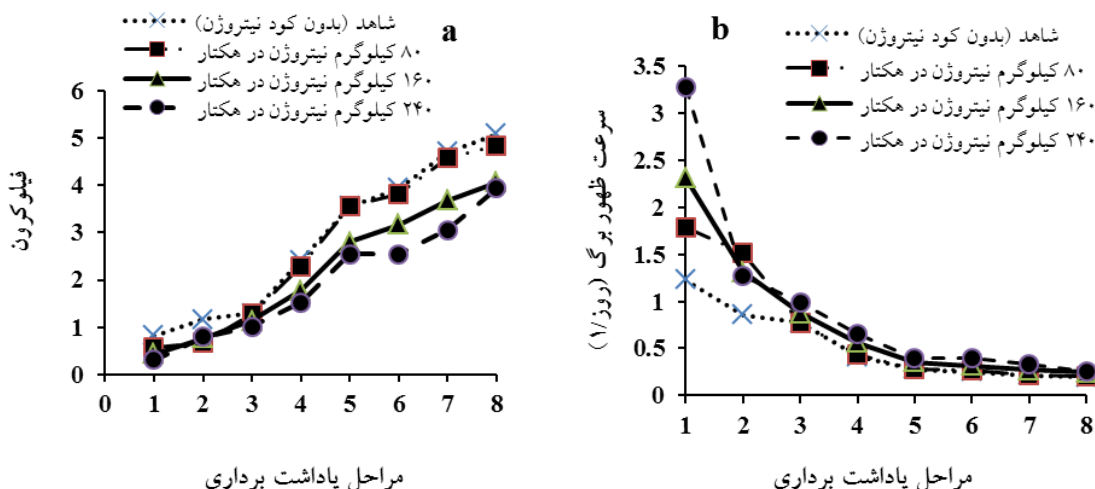 a
شاهد (بدون کود نیتروژن)
۸۰ کیلوگرم نیتروژن در هکتار
۱۶۰ کیلوگرم نیتروژن در هکتار
۲۴۰ کیلوگرم نیتروژن در هکتار
فیلوکرون
6
5
4
3
2
1
0
0 1 2 3 4 5 6 7 8
مراحل یاداشت برداری
b
شاهد (بدون کود نیتروژن)
۸۰ کیلوگرم نیتروژن در هکتار
۱۶۰ کیلوگرم نیتروژن در هکتار
۲۴۰ کیلوگرم نیتروژن در هکتار
سرعت ظهور برگ (روز/۱)
3.5
3
2.5
2
1.5
1
0.5
0
1 2 3 4 5 6 7 8
مراحل یاداشت برداری